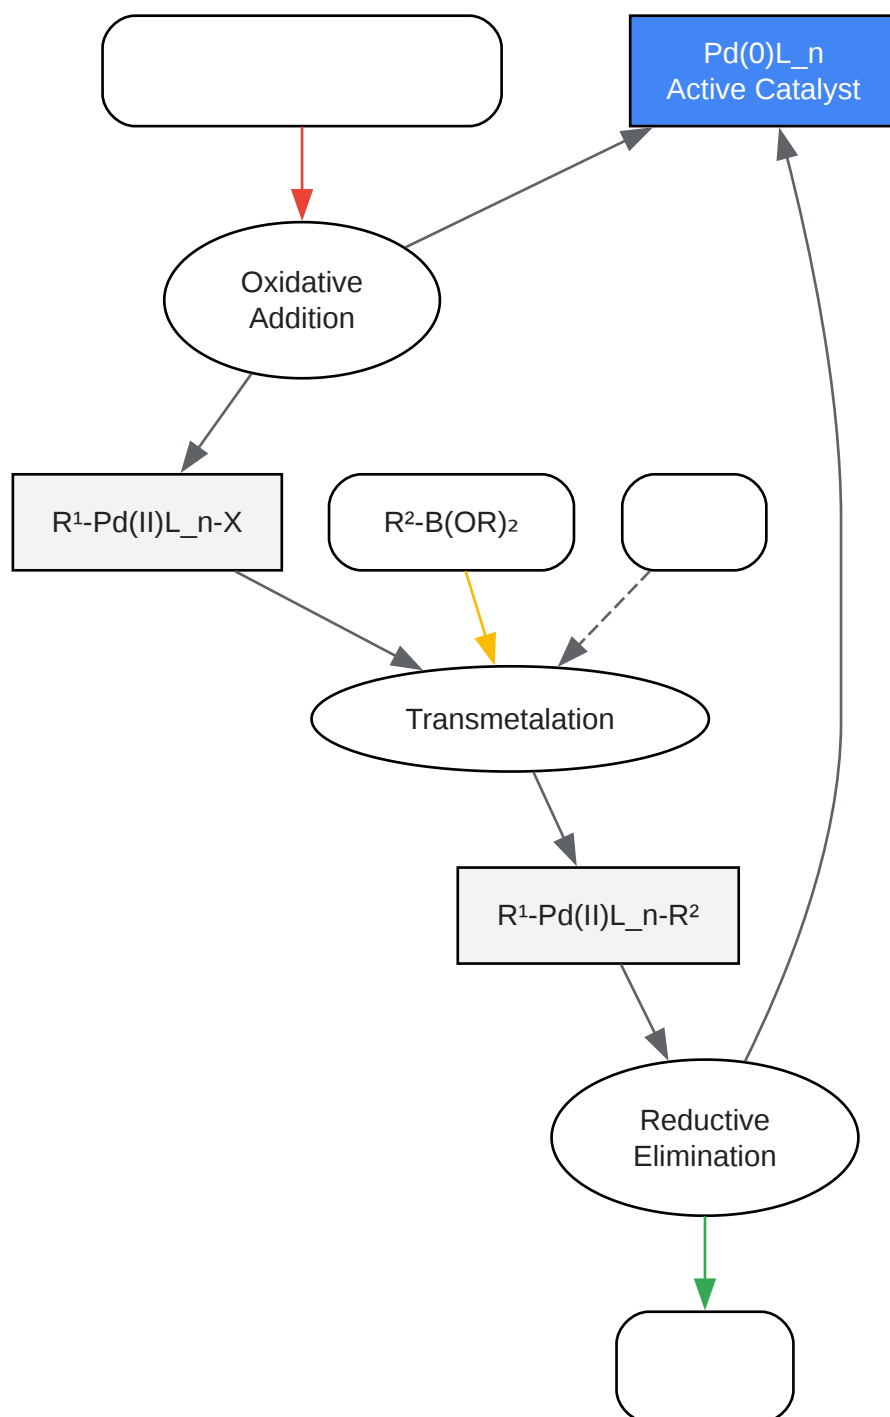 Pd(0)L_n
Active Catalyst
Oxidative
Addition
R¹-Pd(II)L_n-X
R²-B(OR)₂
Transmetalation
R¹-Pd(II)L_n-R²
Reductive
Elimination